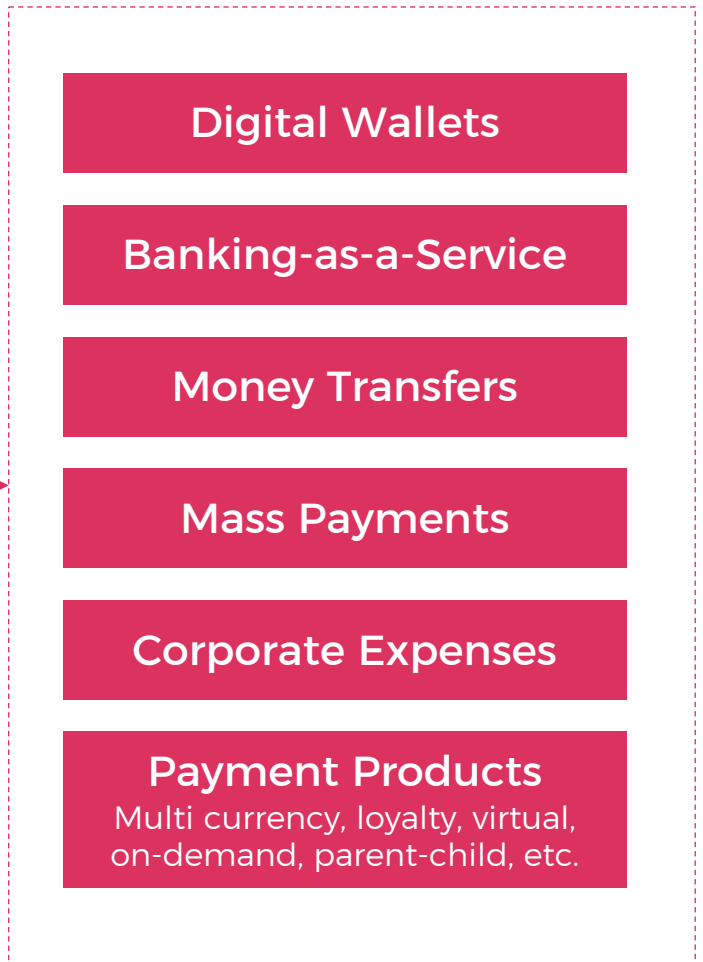 Digital Wallets
Banking-as-a-Service
Money Transfers
Mass Payments
Corporate Expenses
Payment Products
Multi currency, loyalty, virtual,
on-demand, parent-child, etc.